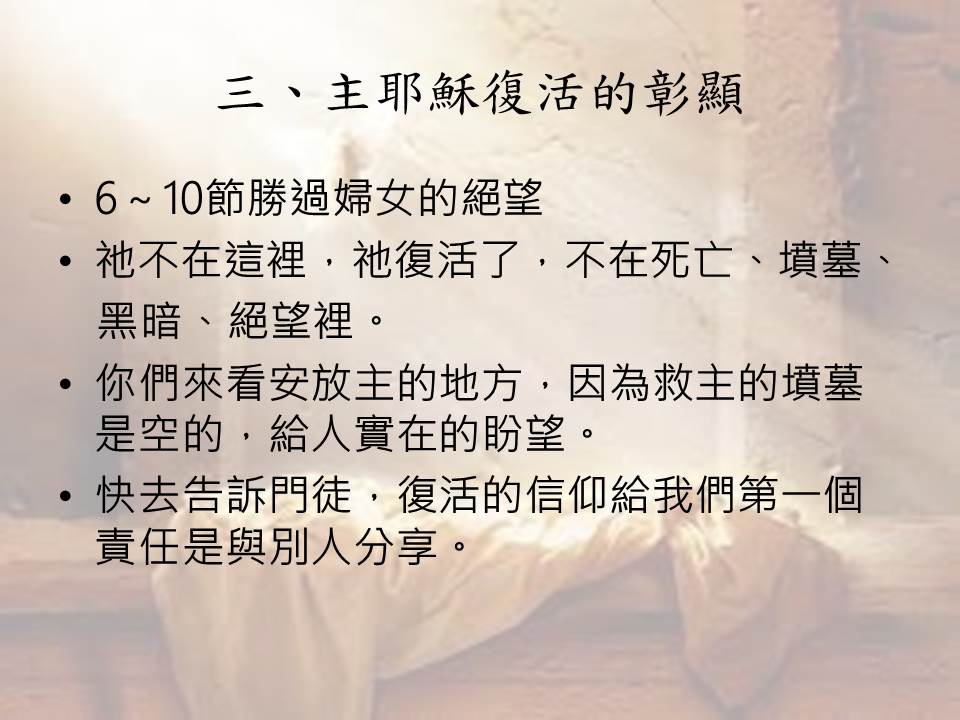 三、主耶穌復活的彰顯
• 6～10節勝過婦女的絕望
• 祂不在這裡，祂復活了，不在死亡、墳墓、
黑暗、絕望裡。
• 你們來看安放主的地方，因為救主的墳墓
是空的，給人實在的盼望。
• 快去告訴門徒，復活的信仰給我們第一個
責任是與別人分享。